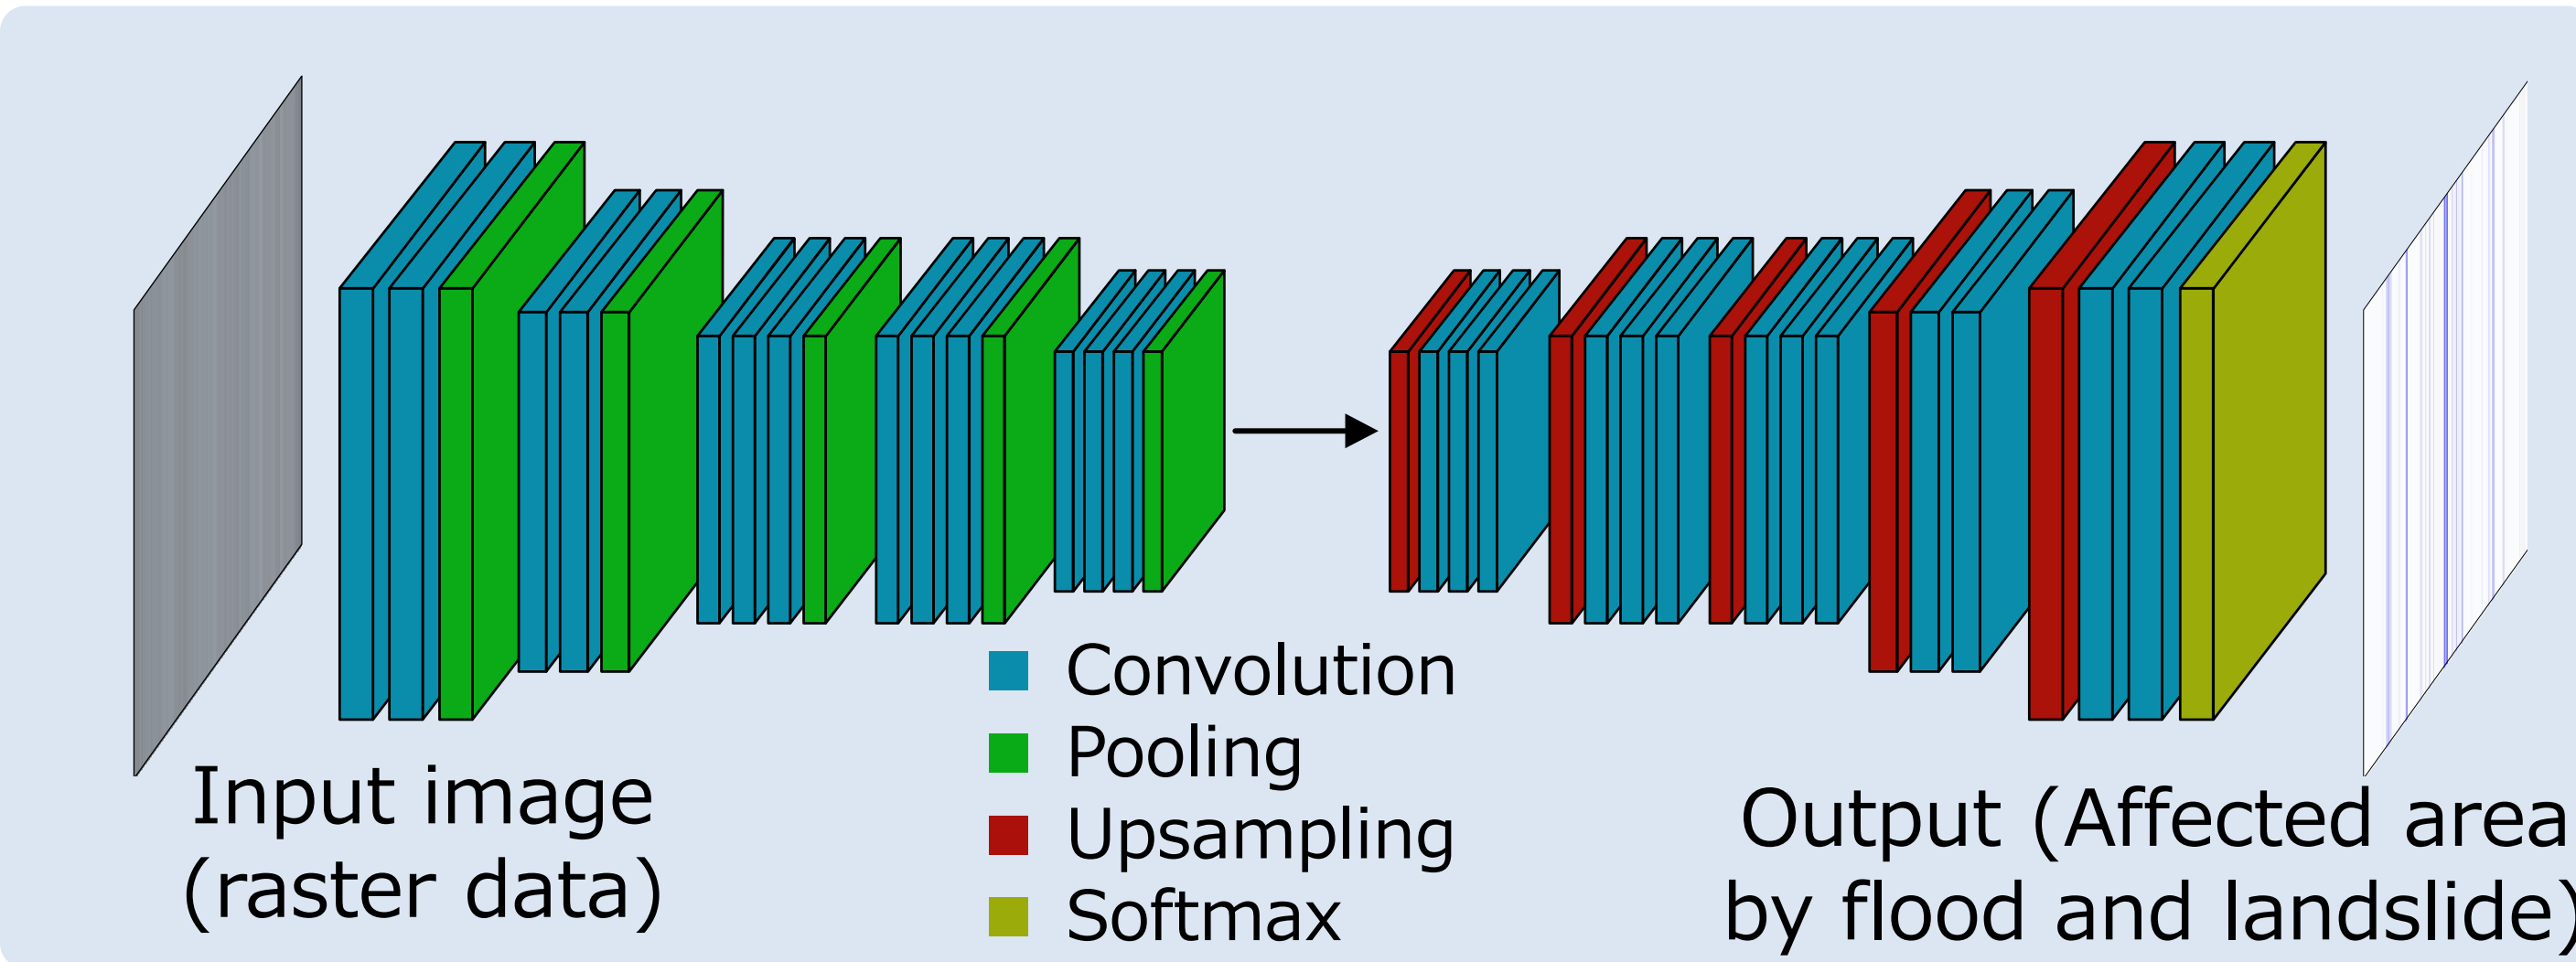 Input image
(raster data)
Convolution
Pooling
Upsampling
Softmax
Output (Affected area
by flood and landslide)